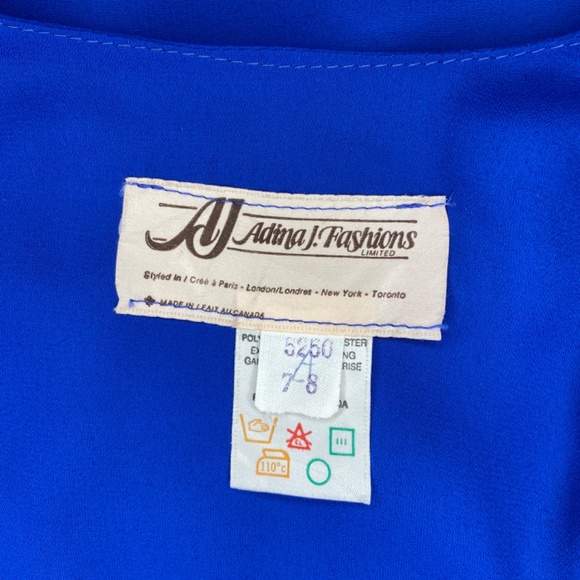 AJ Adina J. Fashions
LIMITED
Styled in / Créé à Paris - London/Londres - New York - Toronto
MADE IN / FAIT AU CANADA
5250
7-8
110°c